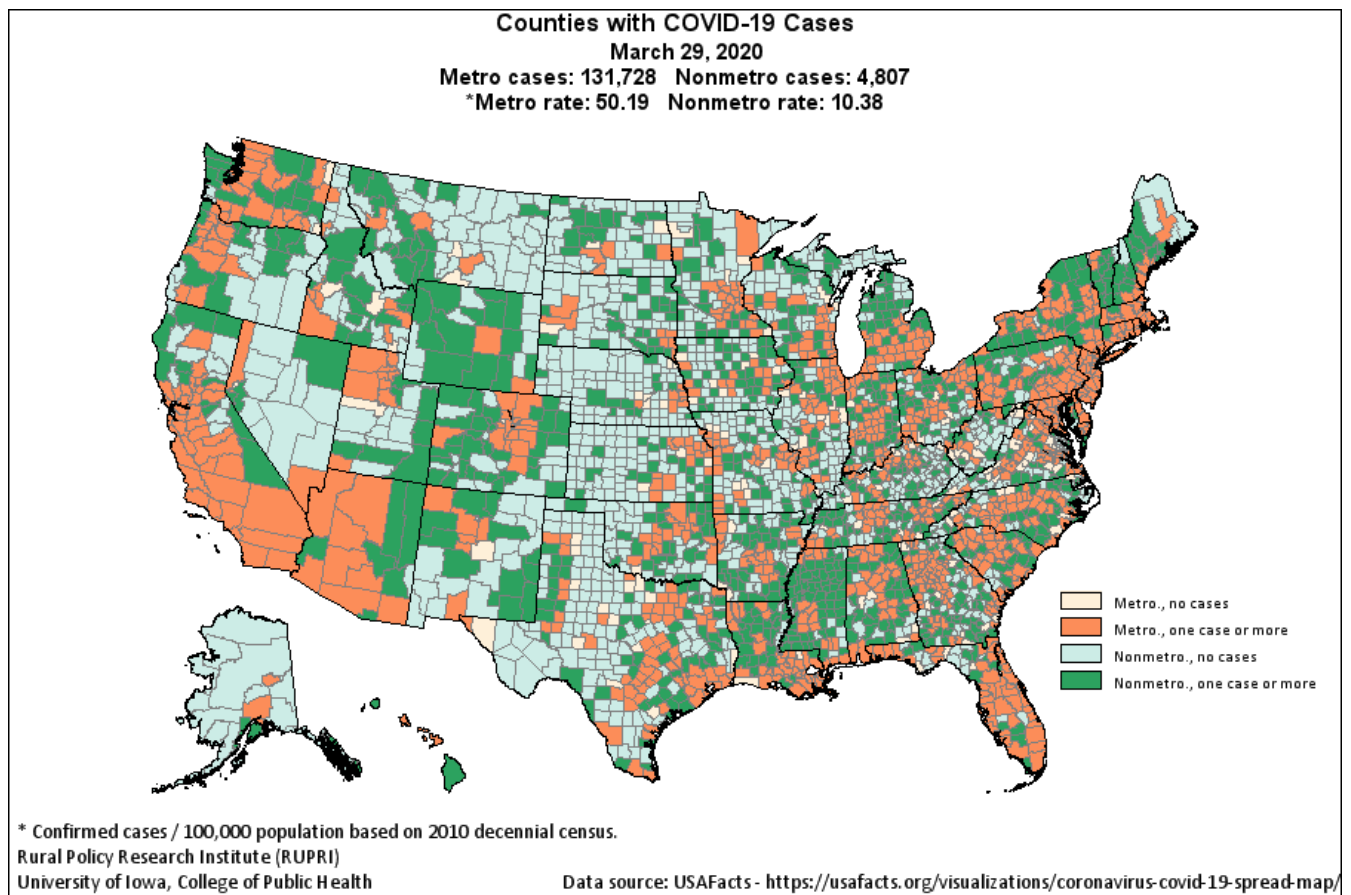 Counties with COVID-19 Cases
March 29, 2020
Metro cases: 131,728 Nonmetro cases: 4,807
*Metro rate: 50.19 Nonmetro rate: 10.38
Metro., no cases
Metro., one case or more
Nonmetro., no cases
Nonmetro., one case or more
* Confirmed cases / 100,000 population based on 2010 decennial census.
Rural Policy Research Institute (RUPRI)
University of Iowa, College of Public Health
Data source: USAFacts - https://usafacts.org/visualizations/coronavirus-covid-19-spread-map/